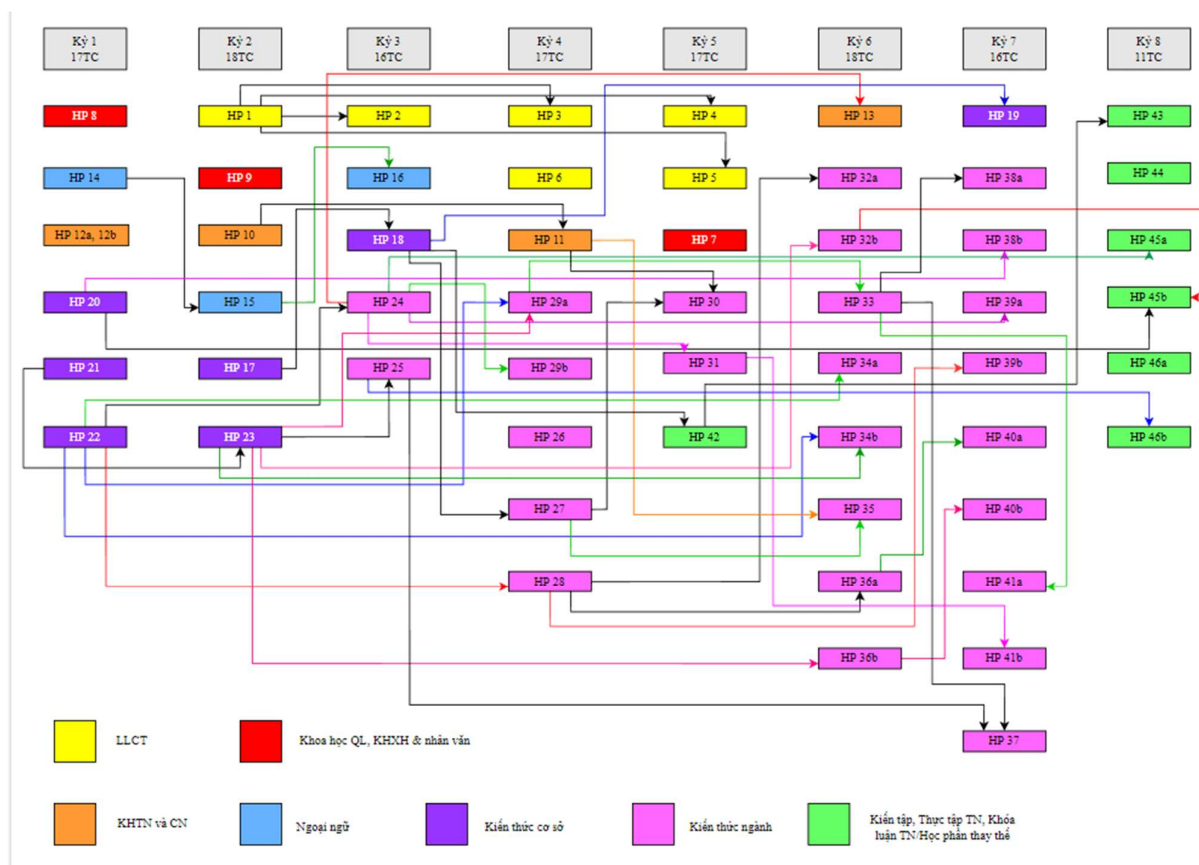 Kỳ 1
17TC
Kỳ 2
18TC
Kỳ 3
16TC
Kỳ 4
17TC
Kỳ 5
17TC
Kỳ 6
18TC
Kỳ 7
16TC
Kỳ 8
11TC
HP 8
HP 1
HP 2
HP 3
HP 4
HP 13
HP 19
HP 43
HP 14
HP 9
HP 16
HP 6
HP 5
HP 32a
HP 38a
HP 44
HP 12a, 12b
HP 10
HP 18
HP 11
HP 7
HP 32b
HP 38b
HP 45a
HP 20
HP 15
HP 24
HP 29a
HP 30
HP 33
HP 39a
HP 45b
HP 21
HP 17
HP 25
HP 29b
HP 31
HP 34a
HP 39b
HP 46a
HP 22
HP 23
HP 26
HP 42
HP 34b
HP 40a
HP 46b
HP 27
HP 35
HP 40b
HP 28
HP 36a
HP 41a
HP 36b
HP 41b
HP 37
LLCT
Khoa học QL, KHXH & nhân văn
KHTN và CN
Ngoại ngữ
Kiến thức cơ sở
Kiến thức ngành
Kiến tập, Thực tập TN, Khóa
luận TN/Học phần thay thế